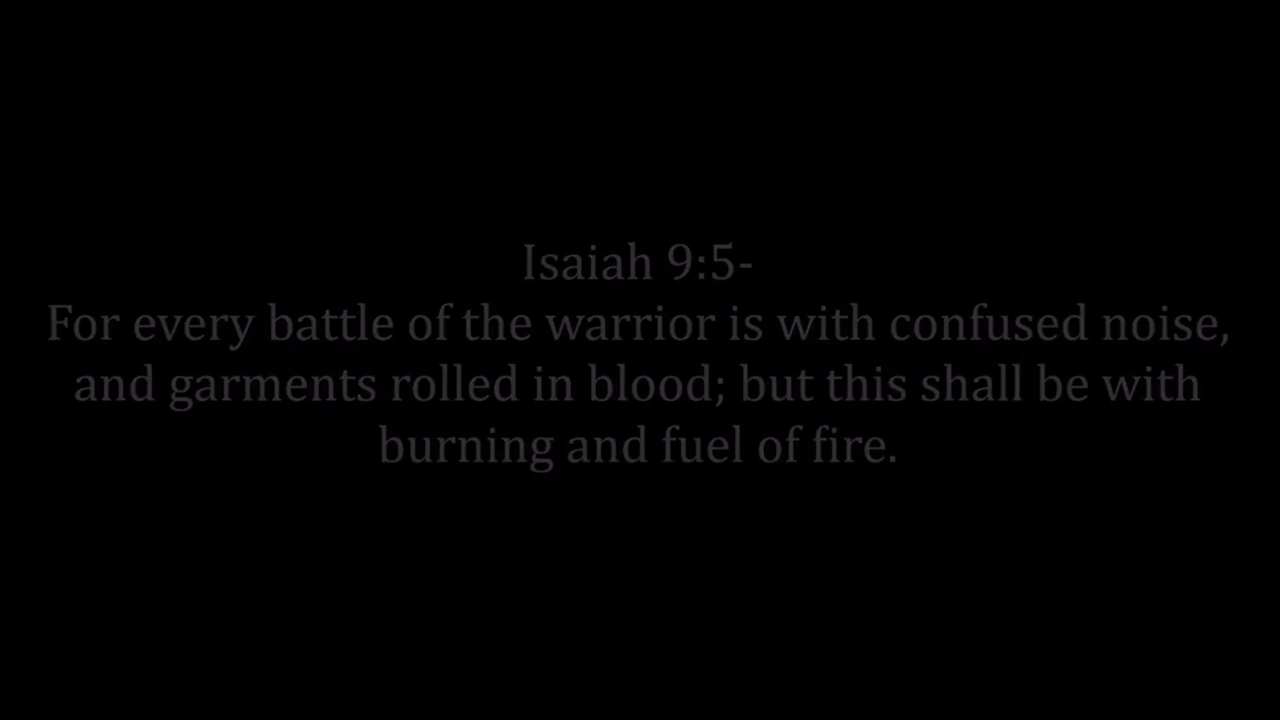 Isaiah 9:5-
For every battle of the warrior is with confused noise,
and garments rolled in blood; but this shall be with
burning and fuel of fire.